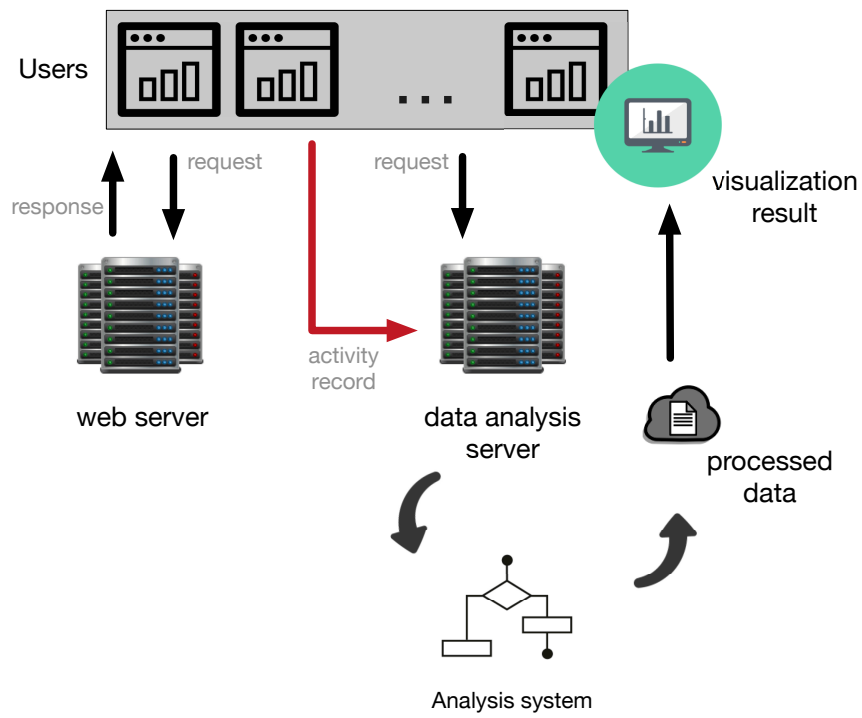 Users
...
request
request
response
visualization
result
activity
record
web server
data analysis
server
processed
data
Analysis system